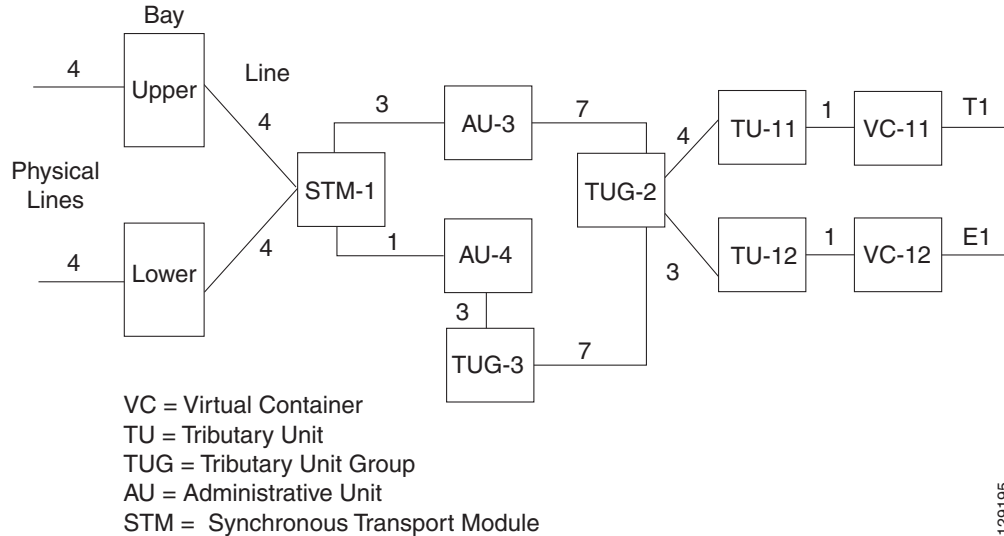 Bay
4
Upper
Line
4
3
AU-3
7
4
TU-11
1
VC-11
T1
Physical
Lines
STM-1
TUG-2
4
Lower
4
1
AU-4
3
TU-12
1
VC-12
E1
3
TUG-3
7
VC = Virtual Container
TU = Tributary Unit
TUG = Tributary Unit Group
AU = Administrative Unit
STM = Synchronous Transport Module
129195